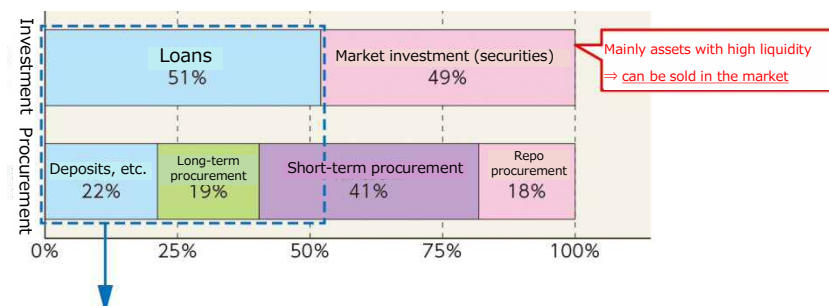 Investment
Loans
51%
Market investment (securities)
49%
Mainly assets with high liquidity
⇒ can be sold in the market
Procurement
Deposits, etc.
22%
Long-term
procurement
19%
Short-term procurement
41%
Repo
procurement
18%
0%
25%
50%
75%
100%